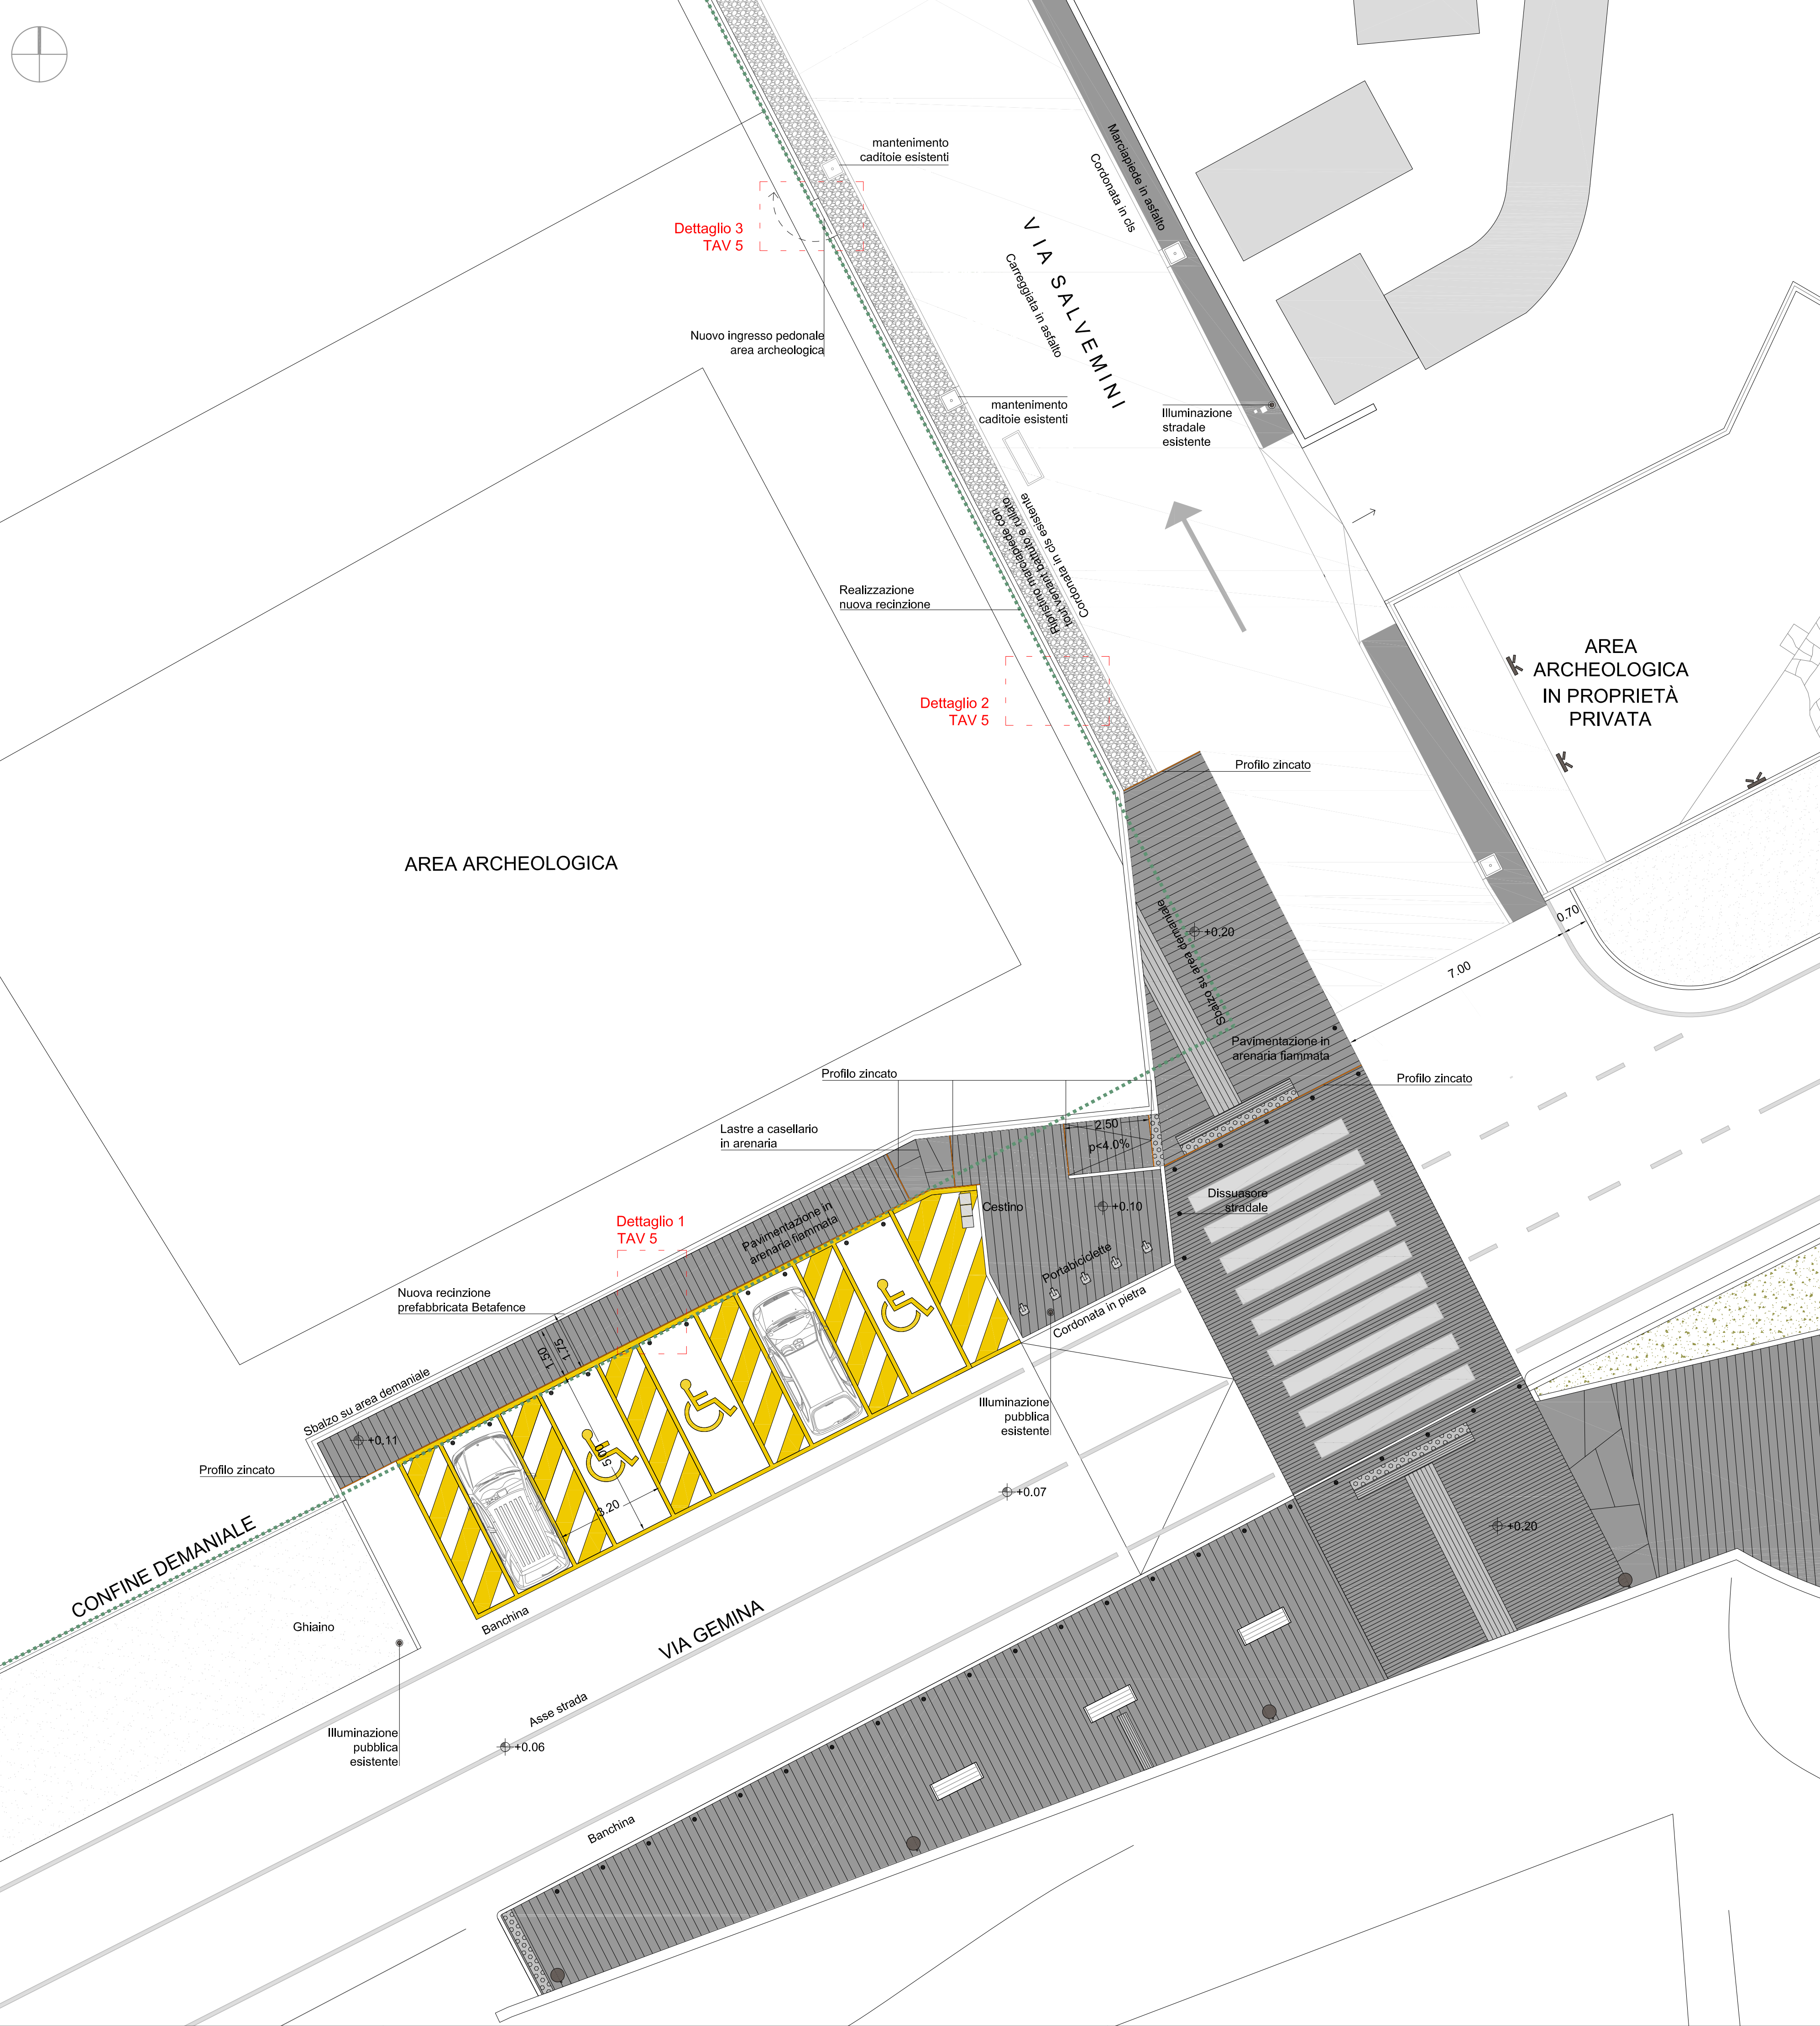 mantenimento
caditoie esistenti
Marciapiede in asfalto
Cordonata in cls
VIA SALVEMINI
Carreggiata in asfalto
Dettaglio 3
TAV 5
Nuovo ingresso pedonale
area archeologica
mantenimento
caditoie esistenti
Illuminazione
stradale
esistente
Ripristino marciapiede con
tout venant battuto e rullato
Cordonata in cls esistente
Realizzazione
nuova recinzione
AREA
ARCHEOLOGICA
IN PROPRIETÀ
PRIVATA
Dettaglio 2
TAV 5
Profilo zincato
AREA ARCHEOLOGICA
Sbalzo su area demaniale
+0.20
0.70
7.00
Pavimentazione in
arenaria fiammata
Profilo zincato
Profilo zincato
Lastre a casellario
in arenaria
2.50
p<4.0%
Dissuasore
stradale
Cestino
+0.10
Dettaglio 1
TAV 5
Pavimentazione in
arenaria fiammata
Portabiciclette
Cordonata in pietra
Nuova recinzione
prefabbricata Betafence
1.50
1.75
Sbalzo su area demaniale
+0.11
Profilo zincato
5.00
3.20
Illuminazione
pubblica
esistente
+0.07
+0.20
CONFINE DEMANIALE
Ghiaino
Banchina
VIA GEMINA
Illuminazione
pubblica
esistente
Asse strada
+0.06
Banchina